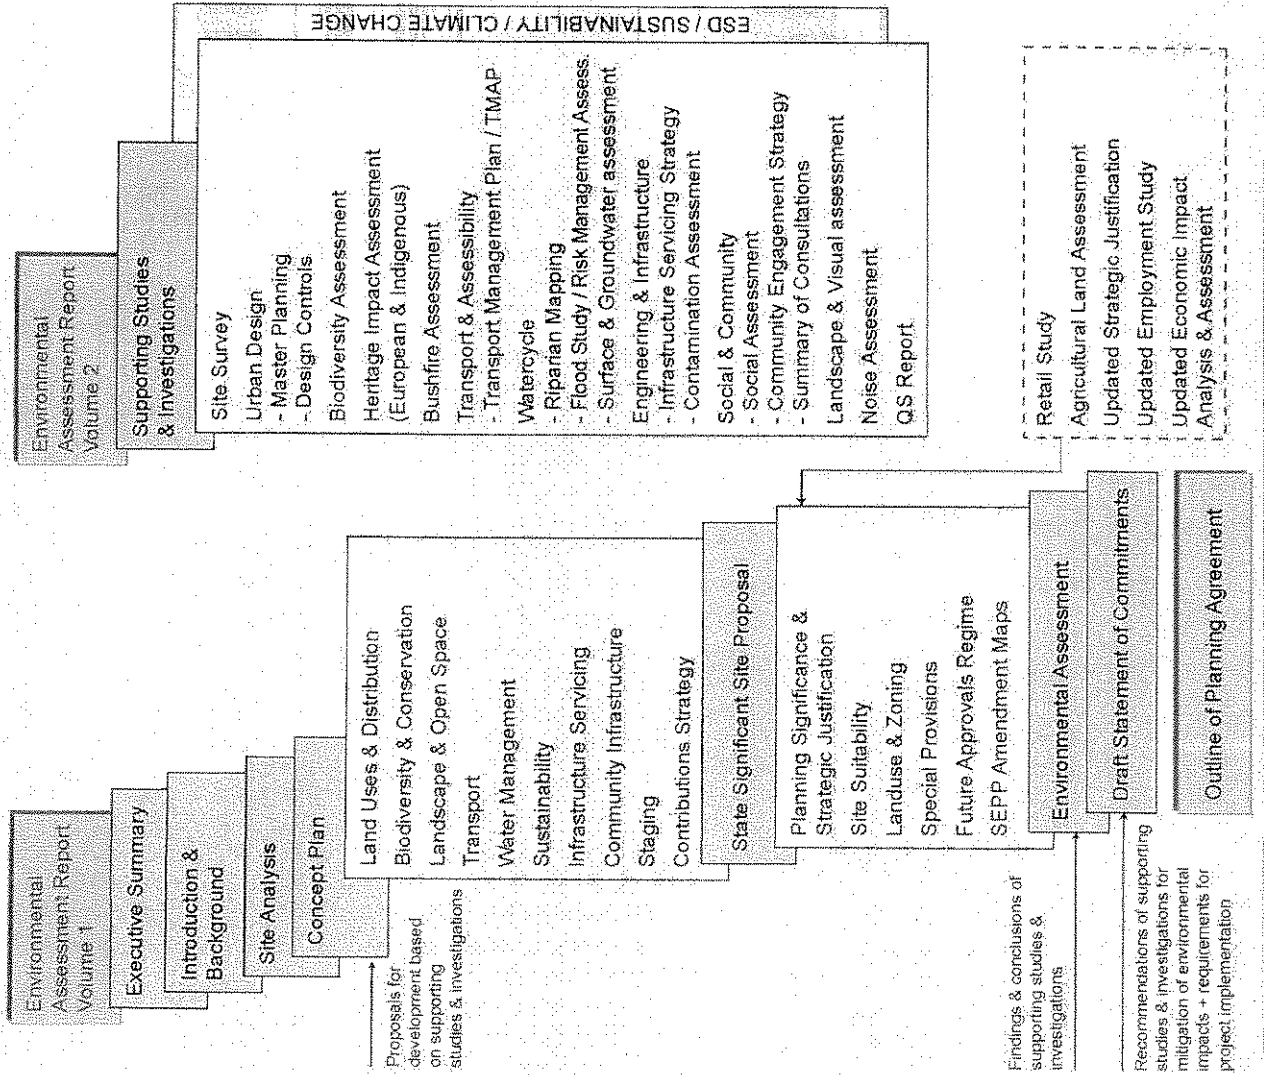 Environmental
Assessment Report
Volume 1
Executive Summary
Introduction &
Background
Site Analysis
Concept Plan
Proposals for
development based
on supporting
studies & investigations
Land Uses & Distribution
Biodiversity & Conservation
Landscape & Open Space
Transport
Water Management
Sustainability
Infrastructure Servicing
Community Infrastructure
Staging
Contributions Strategy
State Significant Site Proposal
Planning Significance &
Strategic Justification
Site Suitability
Landuse & Zoning
Special Provisions
Future Approvals Regime
SEPP Amendment Maps
Findings & conclusions of
supporting studies &
investigations
Environmental Assessment
Recommendations of supporting
studies & investigations for
mitigation of environmental
impacts + requirements for
project implementation
Draft Statement of Commitments
Outline of Planning Agreement
Environmental
Assessment Report
Volume 2
Supporting Studies
& Investigations
ESD / SUSTAINABILITY / CLIMATE CHANGE
Site Survey
Urban Design
- Master Planning
- Design Controls
Biodiversity Assessment
Heritage Impact Assessment
(European & Indigenous)
Bushfire Assessment
Transport & Assessibility
- Transport Management Plan / TMAP
Watercycle
- Riparian Mapping
- Flood Study / Risk Management Assess.
- Surface & Groundwater assessment
Engineering & Infrastructure
- Infrastructure Servicing Strategy
- Contamination Assessment
Social & Community
- Social Assessment
- Community Engagement Strategy
- Summary of Consultations
Landscape & Visual assessment
Noise Assessment
QS Report
Retail Study
Agricultural Land Assessment
Updated Strategic Justification
Updated Employment Study
Updated Economic Impact
Analysis & Assessment